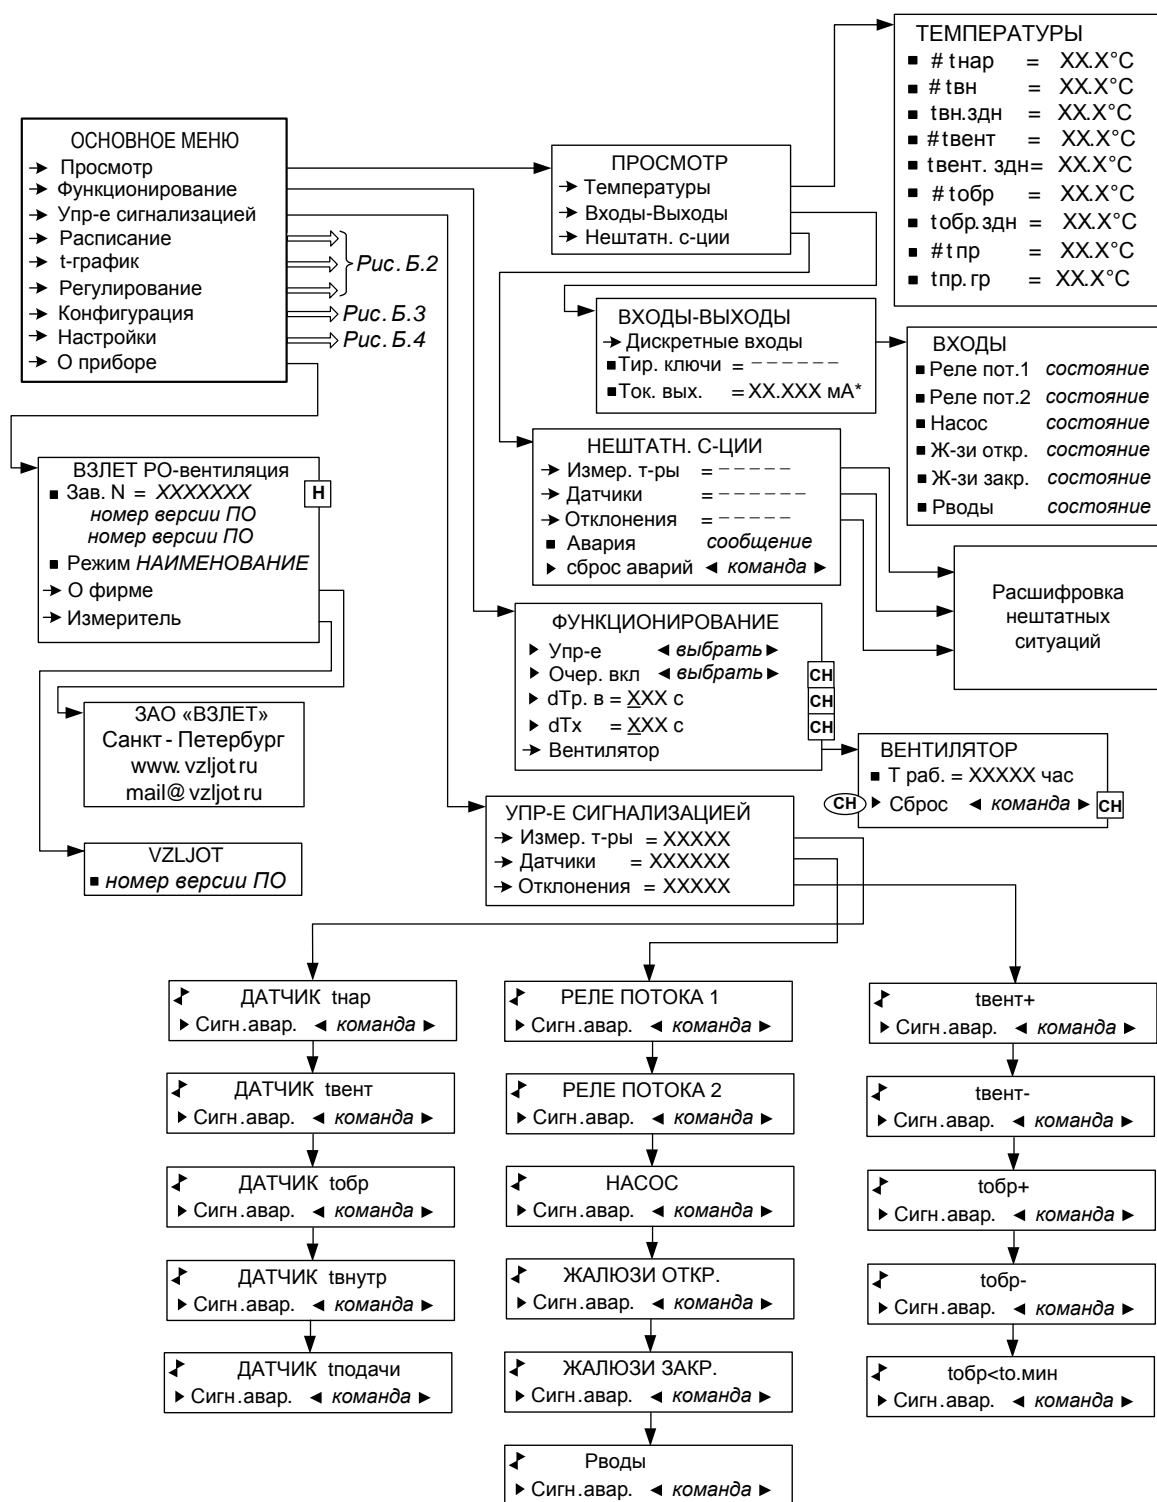 ОСНОВНОЕ МЕНЮ
Просмотр
Функционирование
Упр-е сигнализацией
Расписание
t-график
Регулирование
Конфигурация
Настройки
О приборе
Рис. Б.2
Рис. Б.3
Рис. Б.4
ПРОСМОТР
Температуры
Входы-Выходы
Нештатн. с-ции
ТЕМПЕРАТУРЫ
# tнар = XX.X°C
# tвн = XX.X°C
tвн.здн = XX.X°C
#tвент = XX.X°C
tвент. здн= XX.X°C
# tобр = XX.X°C
tобр.здн = XX.X°C
#tпр = XX.X°C
tпр.гр = XX.X°C
ВХОДЫ-ВЫХОДЫ
Дискретные входы
Тир. ключи = – – – – – –
Ток. вых. = XX.XXX мА*
ВХОДЫ
Реле пот.1 состояние
Реле пот.2 состояние
Насос состояние
Ж-зи откр. состояние
Ж-зи закр. состояние
Рводы состояние
НЕШТАТН. С-ЦИИ
Измер. т-ры = – – – – –
Датчики = – – – – – –
Отклонения = – – – – –
Авария сообщение
сброс аварий ◄ команда ►
Расшифровка
нештатных
ситуаций
ВЗЛЕТ РО-вентиляция
Зав. N = XXXXXXX
Н
номер версии ПО
номер версии ПО
Режим НАИМЕНОВАНИЕ
О фирме
Измеритель
ЗАО «ВЗЛЕТ»
Санкт - Петербург
www. vzljot.ru
mail@ vzljot.ru
VZLJOT
номер версии ПО
ФУНКЦИОНИРОВАНИЕ
Упр-е ◄ выбрать ►
Очер. вкл ◄ выбрать ► СН
dTр. в = XXX с СН
dTх = XXX с СН
Вентилятор
ВЕНТИЛЯТОР
Т раб. = XXXXX час
СН Сброс ◄ команда ► СН
УПР-Е СИГНАЛИЗАЦИЕЙ
Измер. т-ры = XXXXX
Датчики = XXXXXX
Отклонения = XXXXX
ДАТЧИК tнар
Сигн.авар. ◄ команда ►
ДАТЧИК tвент
Сигн.авар. ◄ команда ►
ДАТЧИК tобр
Сигн.авар. ◄ команда ►
ДАТЧИК tвнутр
Сигн.авар. ◄ команда ►
ДАТЧИК tподачи
Сигн.авар. ◄ команда ►
РЕЛЕ ПОТОКА 1
Сигн.авар. ◄ команда ►
РЕЛЕ ПОТОКА 2
Сигн.авар. ◄ команда ►
НАСОС
Сигн.авар. ◄ команда ►
ЖАЛЮЗИ ОТКР.
Сигн.авар. ◄ команда ►
ЖАЛЮЗИ ЗАКР.
Сигн.авар. ◄ команда ►
Рводы
Сигн.авар. ◄ команда ►
tвент+
Сигн.авар. ◄ команда ►
tвент-
Сигн.авар. ◄ команда ►
tобр+
Сигн.авар. ◄ команда ►
tобр-
Сигн.авар. ◄ команда ►
tобр<tо.мин
Сигн.авар. ◄ команда ►